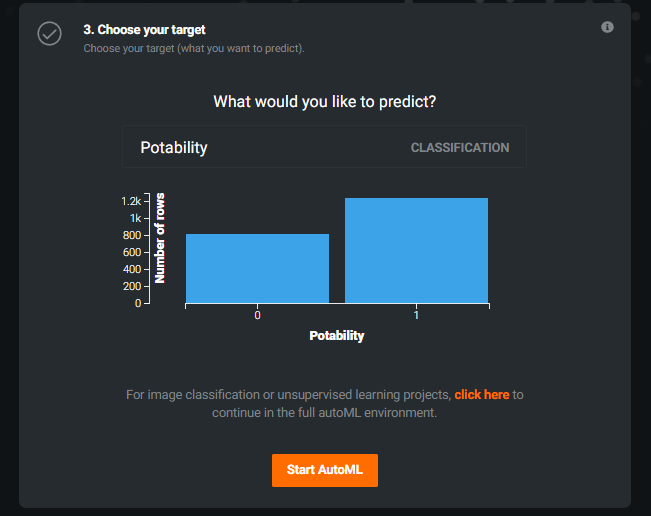 3. Choose your target
Choose your target (what you want to predict).
What would you like to predict?
Potability CLASSIFICATION
Number of rows
1.2k
1k
800
600
400
200
0
0 1
Potability
For image classification or unsupervised learning projects, click here to
continue in the full autoML environment.
Start AutoML